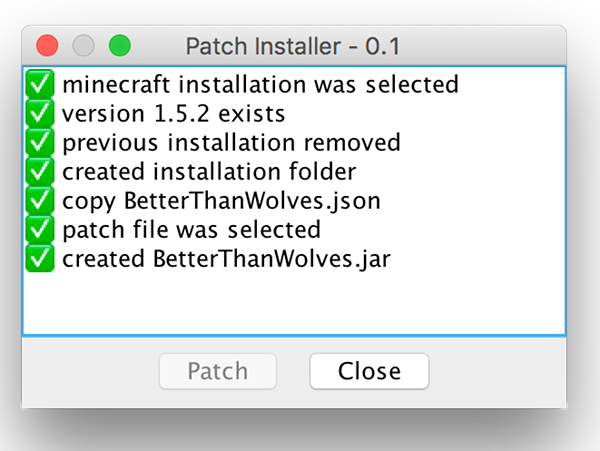 Patch Installer - 0.1
minecraft installation was selected
version 1.5.2 exists
previous installation removed
created installation folder
copy BetterThanWolves.json
patch file was selected
created BetterThanWolves.jar
Patch
Close